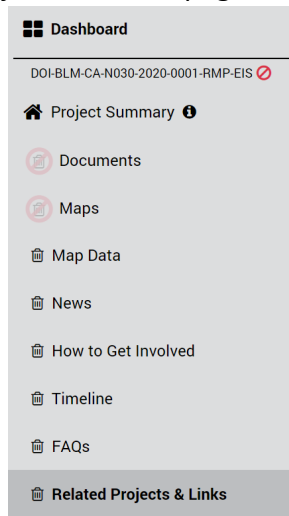 Dashboard
DOI-BLM-CA-N030-2020-0001-RMP-EIS
Project Summary
Documents
Maps
Map Data
News
How to Get Involved
Timeline
FAQs
Related Projects & Links